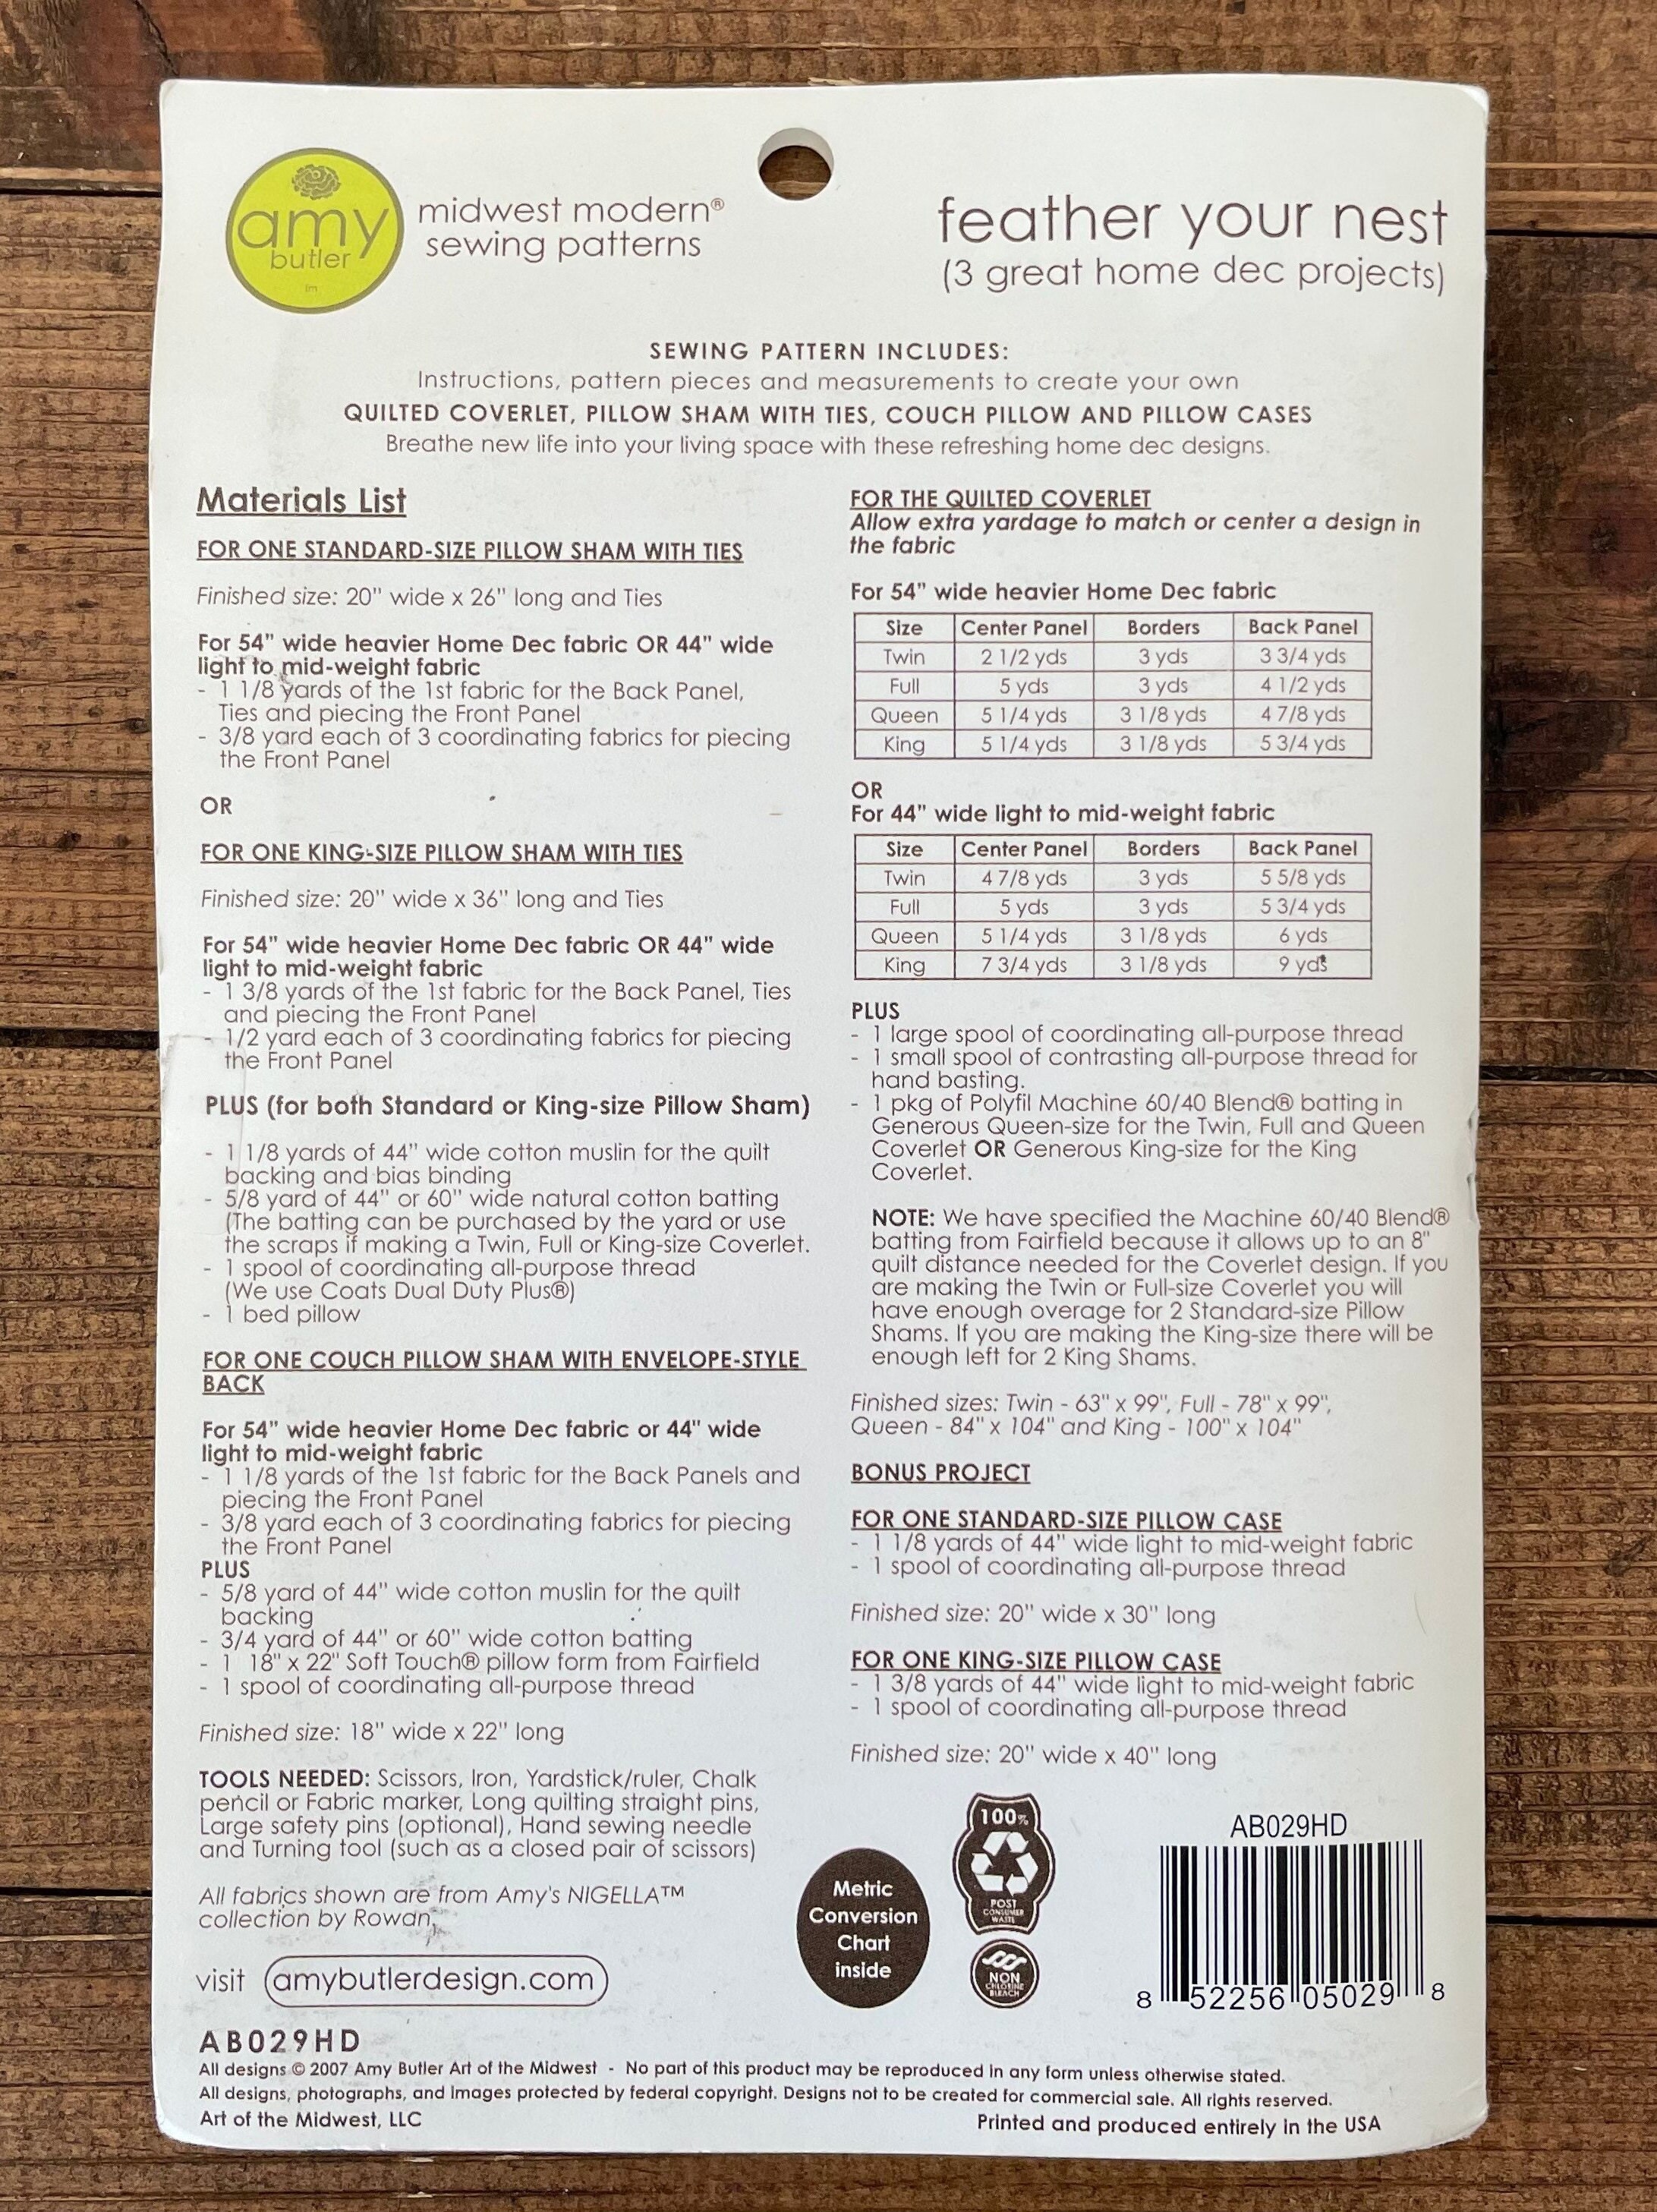 amy
butler
tm
midwest modern®
sewing patterns
feather your nest
(3 great home dec projects)
SEWING PATTERN INCLUDES:
Instructions, pattern pieces and measurements to create your own
QUILTED COVERLET, PILLOW SHAM WITH TIES, COUCH PILLOW AND PILLOW CASES
Breathe new life into your living space with these refreshing home dec designs.
Materials List
FOR ONE STANDARD-SIZE PILLOW SHAM WITH TIES
Finished size: 20" wide x 26" long and Ties
For 54" wide heavier Home Dec fabric OR 44" wide
light to mid-weight fabric
- 1 1/8 yards of the 1st fabric for the Back Panel,
Ties and piecing the Front Panel
- 3/8 yard each of 3 coordinating fabrics for piecing
the Front Panel
OR
FOR ONE KING-SIZE PILLOW SHAM WITH TIES
Finished size: 20" wide x 36" long and Ties
For 54" wide heavier Home Dec fabric OR 44" wide
light to mid-weight fabric
- 1 3/8 yards of the 1st fabric for the Back Panel, Ties
and piecing the Front Panel
- 1/2 yard each of 3 coordinating fabrics for piecing
the Front Panel
PLUS (for both Standard or King-size Pillow Sham)
- 1 1/8 yards of 44" wide cotton muslin for the quilt
backing and bias binding
- 5/8 yard of 44" or 60" wide natural cotton batting
(The batting can be purchased by the yard or use
the scraps if making a Twin, Full or King-size Coverlet.
- 1 spool of coordinating all-purpose thread
(We use Coats Dual Duty Plus®)
- 1 bed pillow
FOR ONE COUCH PILLOW SHAM WITH ENVELOPE-STYLE
BACK
For 54" wide heavier Home Dec fabric or 44" wide
light to mid-weight fabric
- 1 1/8 yards of the 1st fabric for the Back Panels and
piecing the Front Panel
- 3/8 yard each of 3 coordinating fabrics for piecing
the Front Panel
PLUS
- 5/8 yard of 44" wide cotton muslin for the quilt
backing
- 3/4 yard of 44" or 60" wide cotton batting
- 1 18" x 22" Soft Touch® pillow form from Fairfield
- 1 spool of coordinating all-purpose thread
Finished size: 18" wide x 22" long
TOOLS NEEDED: Scissors, Iron, Yardstick/ruler, Chalk
pencil or Fabric marker, Long quilting straight pins,
Large safety pins (optional), Hand sewing needle
and Turning tool (such as a closed pair of scissors)
All fabrics shown are from Amy's NIGELLA™
collection by Rowan.
visit amybutlerdesign.com
FOR THE QUILTED COVERLET
Allow extra yardage to match or center a design in
the fabric
For 54" wide heavier Home Dec fabric
Size Center Panel Borders Back Panel
Twin 2 1/2 yds 3 yds 3 3/4 yds
Full 5 yds 3 yds 4 1/2 yds
Queen 5 1/4 yds 3 1/8 yds 4 7/8 yds
King 5 1/4 yds 3 1/8 yds 5 3/4 yds
OR
For 44" wide light to mid-weight fabric
Size Center Panel Borders Back Panel
Twin 4 7/8 yds 3 yds 5 5/8 yds
Full 5 yds 3 yds 5 3/4 yds
Queen 5 1/4 yds 3 1/8 yds 6 yds
King 7 3/4 yds 3 1/8 yds 9 yds
PLUS
- 1 large spool of coordinating all-purpose thread
- 1 small spool of contrasting all-purpose thread for
hand basting.
- 1 pkg of Polyfil Machine 60/40 Blend® batting in
Generous Queen-size for the Twin, Full and Queen
Coverlet OR Generous King-size for the King
Coverlet.
NOTE: We have specified the Machine 60/40 Blend®
batting from Fairfield because it allows up to an 8"
quilt distance needed for the Coverlet design. If you
are making the Twin or Full-size Coverlet you will
have enough overage for 2 Standard-size Pillow
Shams. If you are making the King-size there will be
enough left for 2 King Shams.
Finished sizes: Twin - 63" x 99", Full - 78" x 99",
Queen - 84" x 104" and King - 100" x 104"
BONUS PROJECT
FOR ONE STANDARD-SIZE PILLOW CASE
- 1 1/8 yards of 44" wide light to mid-weight fabric
- 1 spool of coordinating all-purpose thread
Finished size: 20" wide x 30" long
FOR ONE KING-SIZE PILLOW CASE
- 1 3/8 yards of 44" wide light to mid-weight fabric
- 1 spool of coordinating all-purpose thread
Finished size: 20" wide x 40" long
Metric
Conversion
Chart
inside
100%
POST
CONSUMER
WASTE
NON
CHLORINE
BLEACH
AB029HD
8 52256 05029 8
AB029HD
All designs © 2007 Amy Butler Art of the Midwest - No part of this product may be reproduced in any form unless otherwise stated.
All designs, photographs, and images protected by federal copyright. Designs not to be created for commercial sale. All rights reserved.
Art of the Midwest, LLC
Printed and produced entirely in the USA